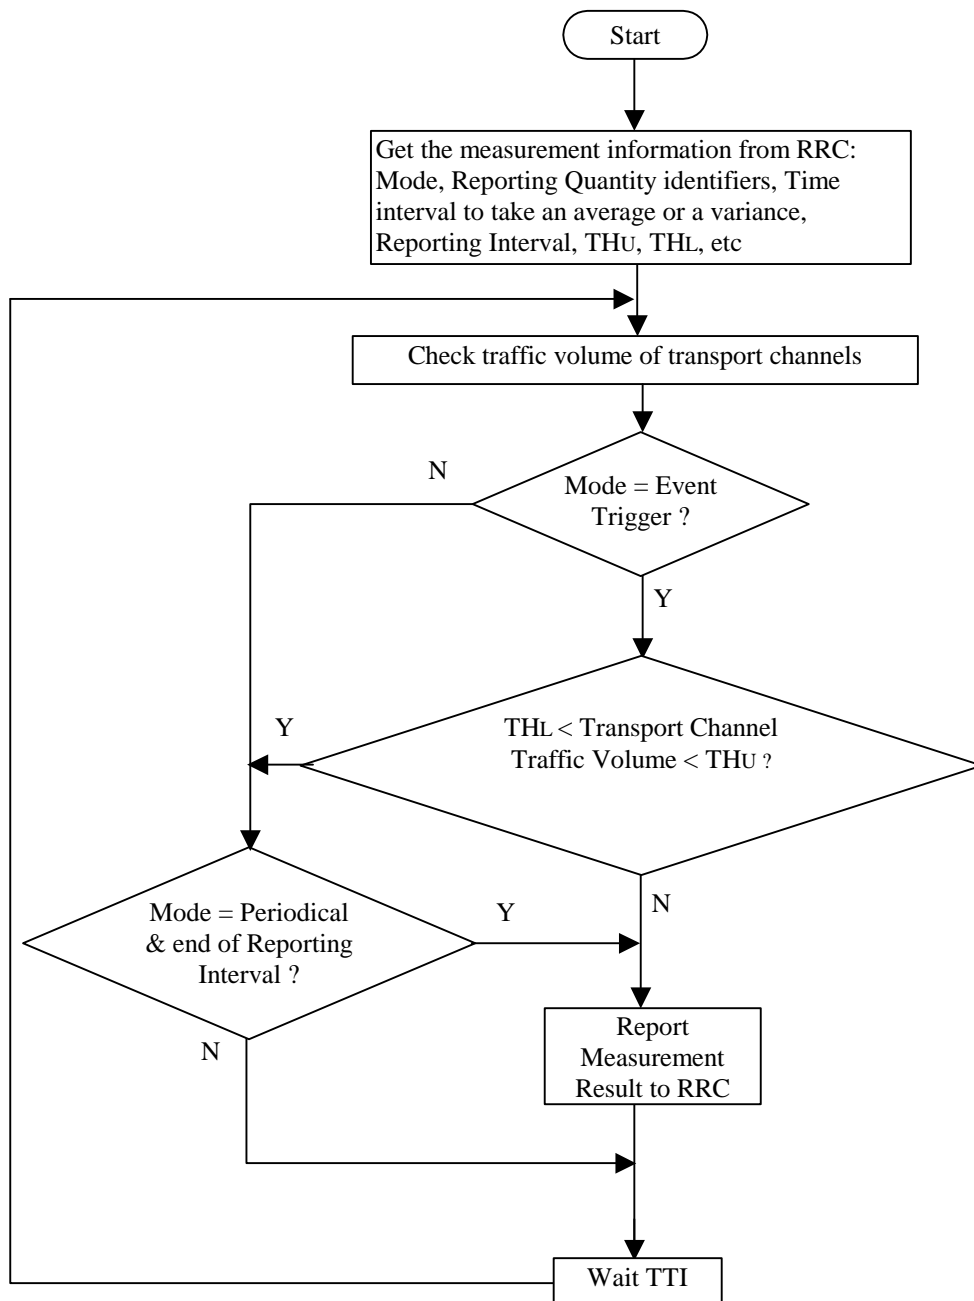 Start
Get the measurement information from RRC:
Mode, Reporting Quantity identifiers, Time
interval to take an average or a variance,
Reporting Interval, THU, THL, etc
Check traffic volume of transport channels
N
Mode = Event
Trigger ?
Y
Y
THL < Transport Channel
Traffic Volume < THU ?
N
Mode = Periodical
& end of Reporting
Interval ?
Y
N
Report
Measurement
Result to RRC
Wait TTI